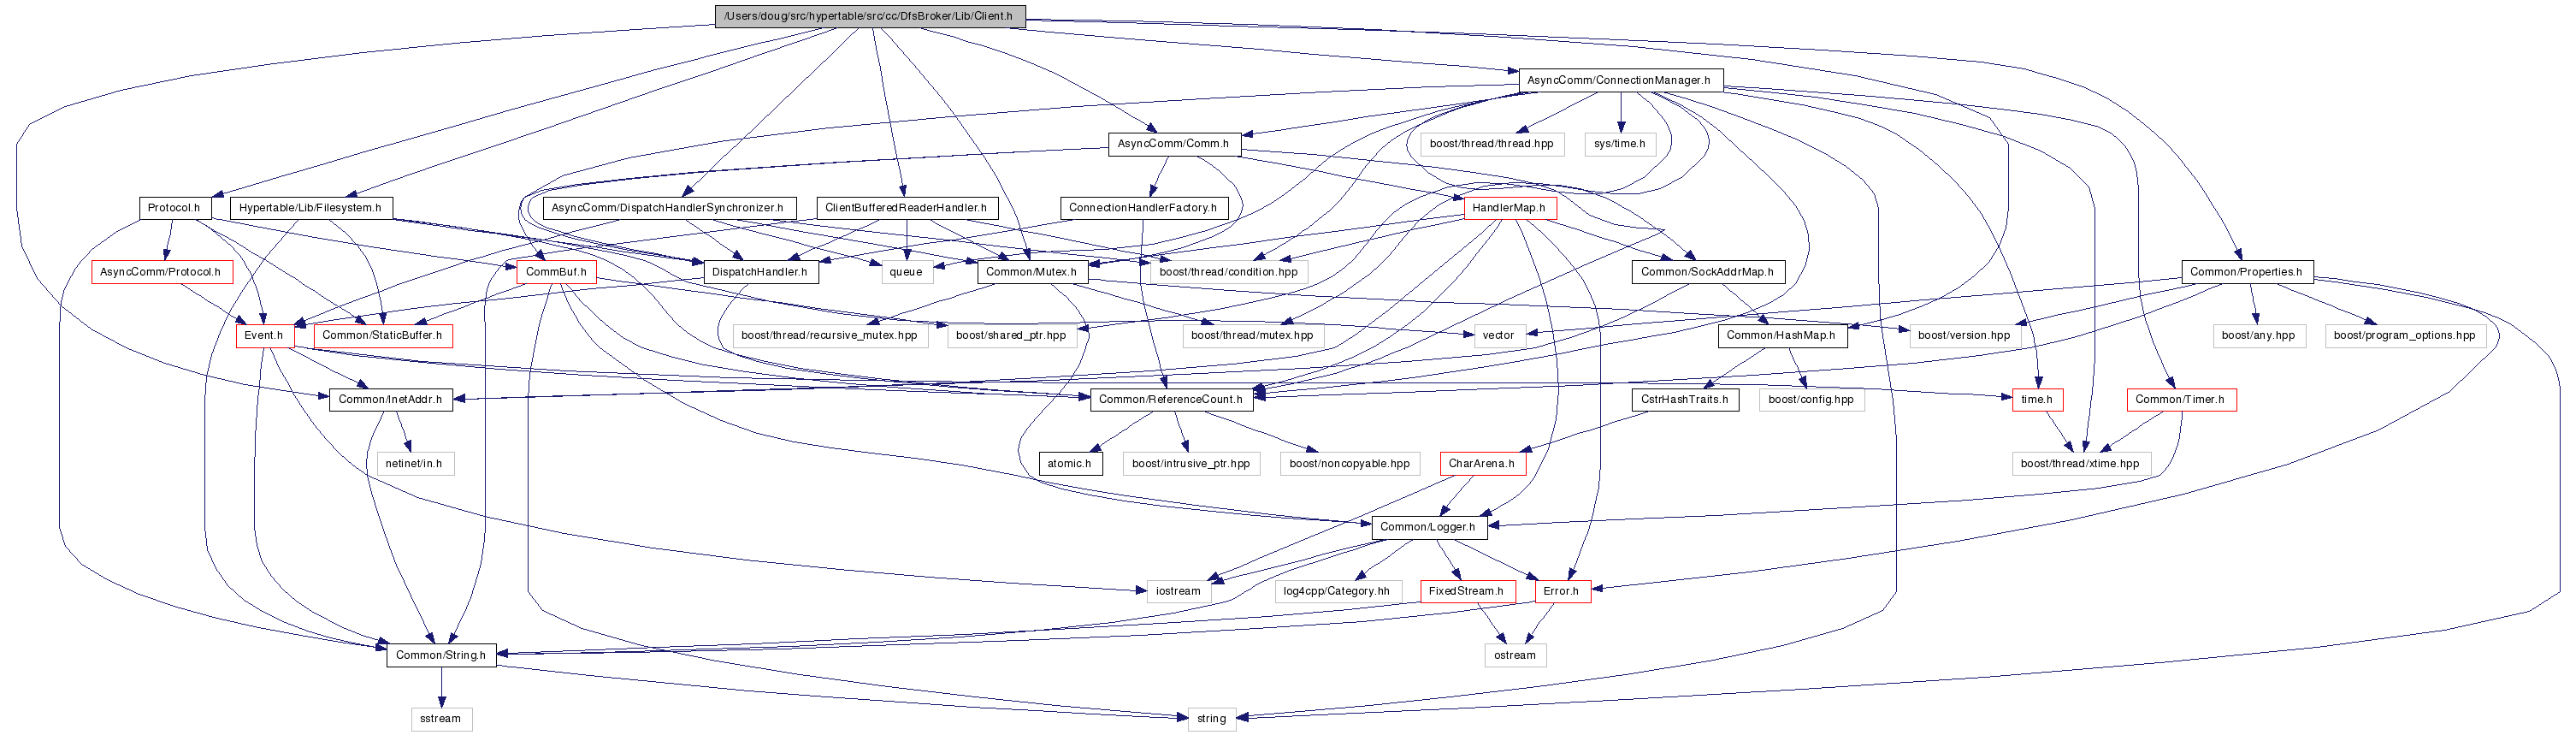 /Users/doug/src/hypertable/src/cc/DfsBroker/Lib/Client.h
AsyncComm/ConnectionManager.h
AsyncComm/Comm.h
boost/thread/thread.hpp
sys/time.h
Protocol.h
Hypertable/Lib/Filesystem.h
AsyncComm/DispatchHandlerSynchronizer.h
ClientBufferedReaderHandler.h
ConnectionHandlerFactory.h
HandlerMap.h
AsyncComm/Protocol.h
CommBuf.h
DispatchHandler.h
queue
Common/Mutex.h
boost/thread/condition.hpp
Common/SockAddrMap.h
Common/Properties.h
Event.h
Common/StaticBuffer.h
boost/thread/recursive_mutex.hpp
boost/shared_ptr.hpp
boost/thread/mutex.hpp
vector
Common/HashMap.h
boost/version.hpp
boost/any.hpp
boost/program_options.hpp
Common/InetAddr.h
Common/ReferenceCount.h
CstrHashTraits.h
boost/config.hpp
time.h
Common/Timer.h
netinet/in.h
atomic.h
boost/intrusive_ptr.hpp
boost/noncopyable.hpp
CharArena.h
boost/thread/xtime.hpp
Common/Logger.h
iostream
log4cpp/Category.hh
FixedStream.h
Error.h
Common/String.h
ostream
sstream
string